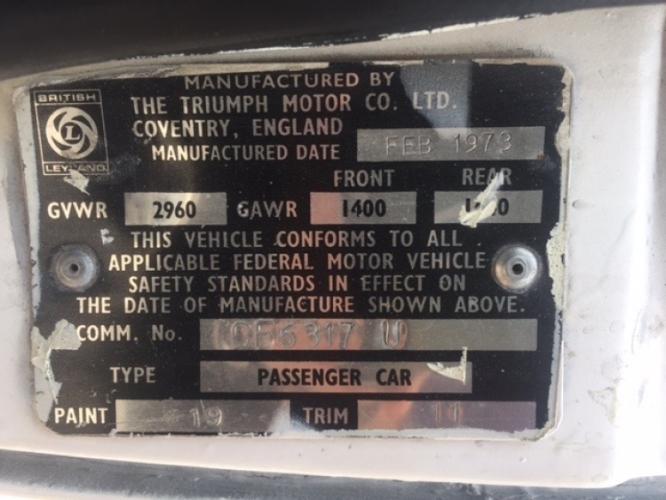 MANUFACTURED BY
BRITISH
L
LEYLAND
THE TRIUMPH MOTOR CO. LTD.
COVENTRY, ENGLAND
MANUFACTURED DATE FEB 1973
FRONT REAR
GVWR 2960 GAWR 1400
THIS VEHICLE CONFORMS TO ALL
APPLICABLE FEDERAL MOTOR VEHICLE
SAFETY STANDARDS IN EFFECT ON
THE DATE OF MANUFACTURE SHOWN ABOVE.
COMM. No. U
TYPE PASSENGER CAR
PAINT 19 TRIM 11